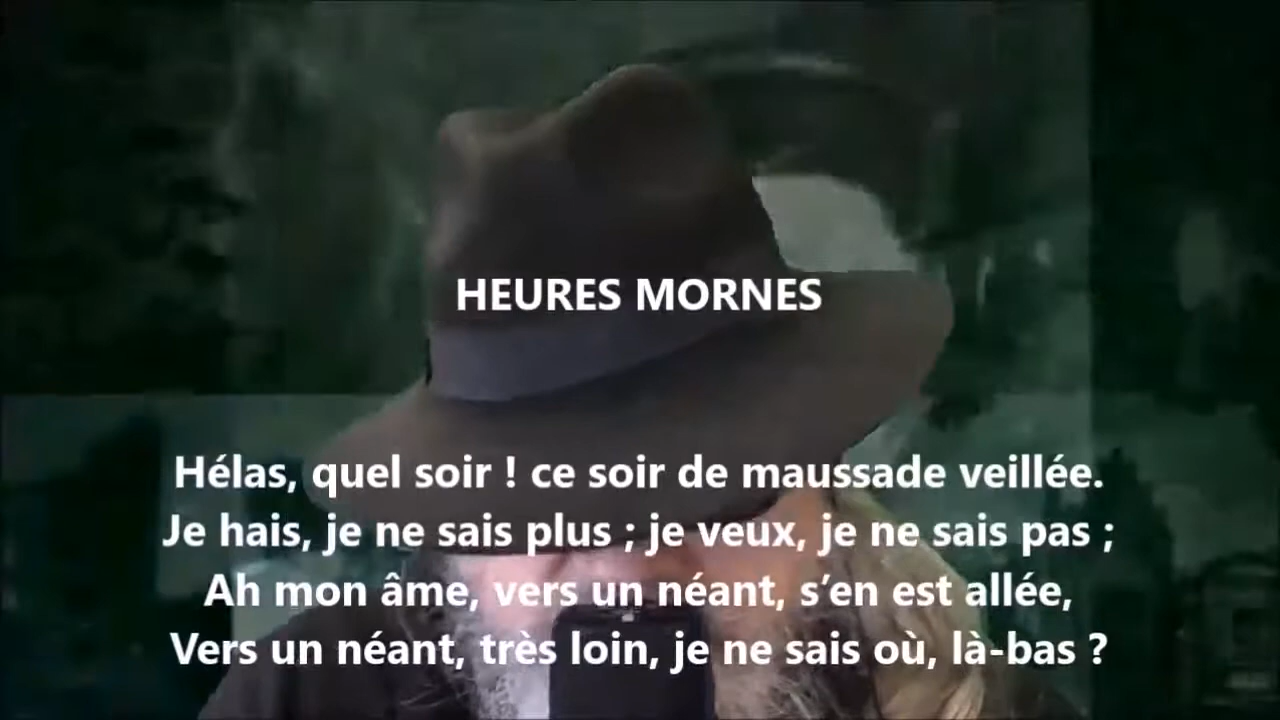 HEURES MORNES
Hélas, quel soir ! ce soir de maussade veillée.
Je hais, je ne sais plus ; je veux, je ne sais pas ;
Ah mon âme, vers un néant, s’en est allée,
Vers un néant, très loin, je ne sais où, là-bas ?